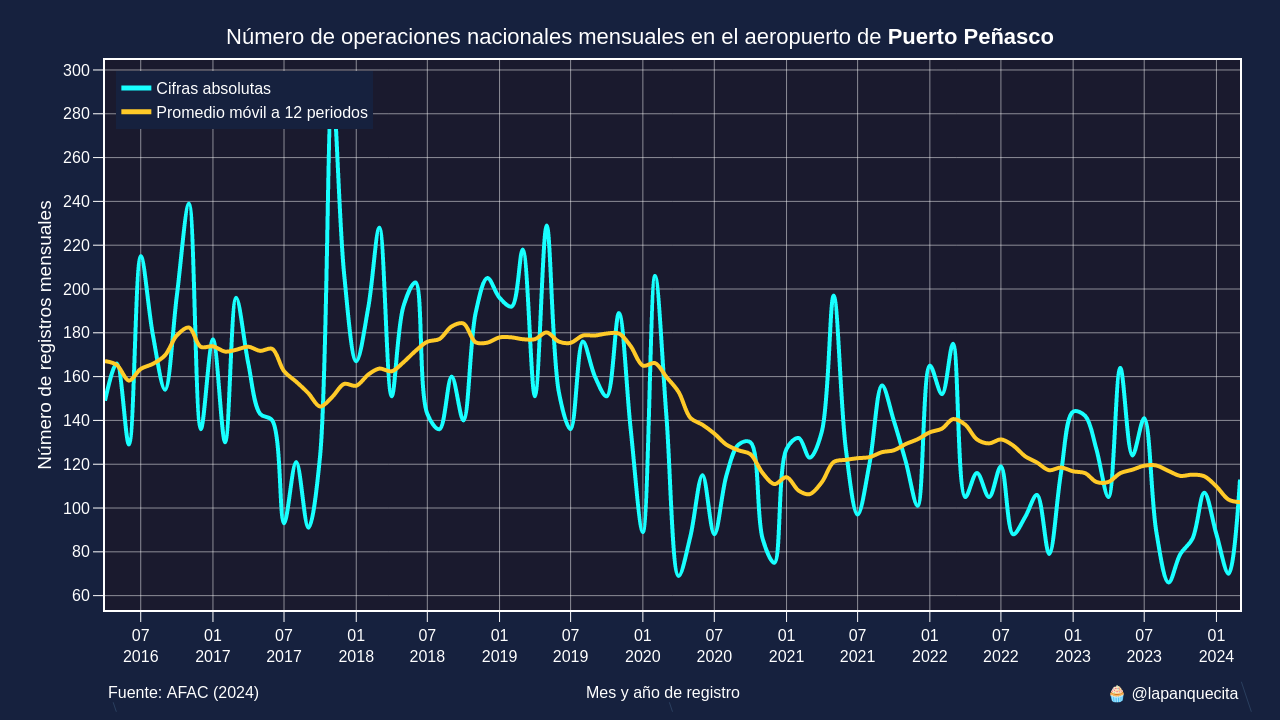 Número de operaciones nacionales mensuales en el aeropuerto de Puerto Peñasco
Cifras absolutas
Promedio móvil a 12 periodos
Número de registros mensuales
300
280
260
240
220
200
180
160
140
120
100
80
60
07 01 07 01 07 01 07 01 07 01 07 01 07 01 07 01
2016 2017 2017 2018 2018 2019 2019 2020 2020 2021 2021 2022 2022 2023 2023 2024
Fuente: AFAC (2024) Mes y año de registro 🧁 @lapanquecita